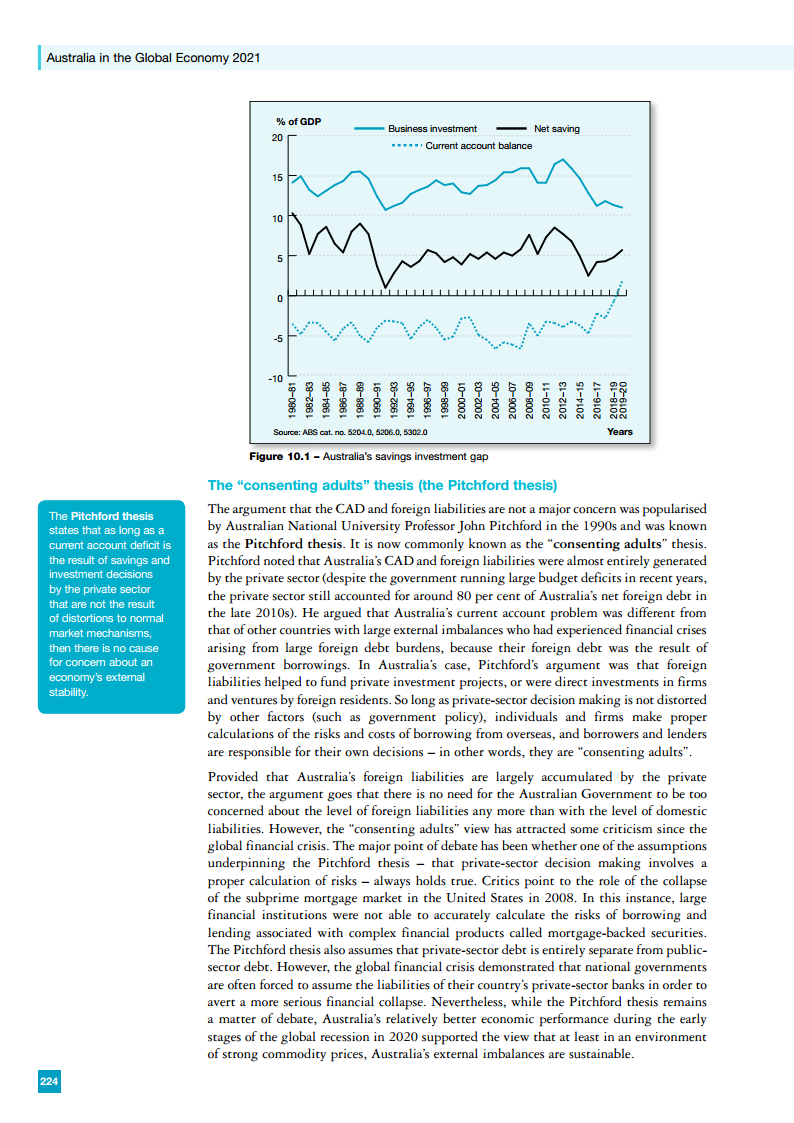 Australia in the Global Economy 2021
% of GDP
Business investment
Net saving
Current account balance
20
15
10
5
0
-5
-10
1980–81
1982–83
1984–85
1986–87
1988–89
1990–91
1992–93
1994–95
1996–97
1998–99
2000–01
2002–03
2004–05
2006–07
2008–09
2010–11
2012–13
2014–15
2016–17
2018–19
2019–20
Source: ABS cat. no. 5204.0, 5206.0, 5302.0
Years
Figure 10.1 – Australia's savings investment gap
The “consenting adults” thesis (the Pitchford thesis)
The argument that the CAD and foreign liabilities are not a major concern was popularised
by Australian National University Professor John Pitchford in the 1990s and was known
as the Pitchford thesis. It is now commonly known as the “consenting adults” thesis.
Pitchford noted that Australia’s CAD and foreign liabilities were almost entirely generated
by the private sector (despite the government running large budget deficits in recent years,
the private sector still accounted for around 80 per cent of Australia’s net foreign debt in
the late 2010s). He argued that Australia’s current account problem was different from
that of other countries with large external imbalances who had experienced financial crises
arising from large foreign debt burdens, because their foreign debt was the result of
government borrowings. In Australia’s case, Pitchford’s argument was that foreign
liabilities helped to fund private investment projects, or were direct investments in firms
and ventures by foreign residents. So long as private-sector decision making is not distorted
by other factors (such as government policy), individuals and firms make proper
calculations of the risks and costs of borrowing from overseas, and borrowers and lenders
are responsible for their own decisions – in other words, they are “consenting adults”.
The Pitchford thesis
states that as long as a
current account deficit is
the result of savings and
investment decisions
by the private sector
that are not the result
of distortions to normal
market mechanisms,
then there is no cause
for concern about an
economy’s external
stability.
Provided that Australia’s foreign liabilities are largely accumulated by the private
sector, the argument goes that there is no need for the Australian Government to be too
concerned about the level of foreign liabilities any more than with the level of domestic
liabilities. However, the “consenting adults” view has attracted some criticism since the
global financial crisis. The major point of debate has been whether one of the assumptions
underpinning the Pitchford thesis – that private-sector decision making involves a
proper calculation of risks – always holds true. Critics point to the role of the collapse
of the subprime mortgage market in the United States in 2008. In this instance, large
financial institutions were not able to accurately calculate the risks of borrowing and
lending associated with complex financial products called mortgage-backed securities.
The Pitchford thesis also assumes that private-sector debt is entirely separate from public-
sector debt. However, the global financial crisis demonstrated that national governments
are often forced to assume the liabilities of their country’s private-sector banks in order to
avert a more serious financial collapse. Nevertheless, while the Pitchford thesis remains
a matter of debate, Australia’s relatively better economic performance during the early
stages of the global recession in 2020 supported the view that at least in an environment
of strong commodity prices, Australia’s external imbalances are sustainable.
224